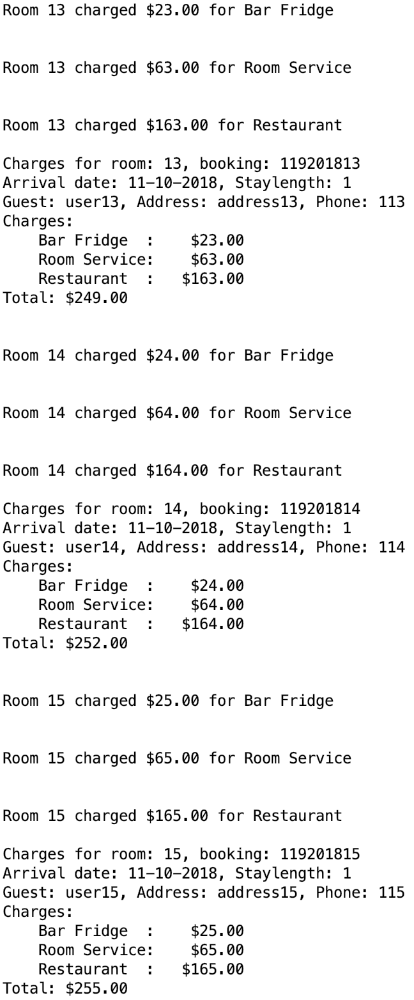 Room 13 charged $23.00 for Bar Fridge
Room 13 charged $63.00 for Room Service
Room 13 charged $163.00 for Restaurant
Charges for room: 13, booking: 119201813
Arrival date: 11-10-2018, Staylength: 1
Guest: user13, Address: address13, Phone: 113
Charges:
    Bar Fridge  :    $23.00
    Room Service:    $63.00
    Restaurant  :   $163.00
Total: $249.00
Room 14 charged $24.00 for Bar Fridge
Room 14 charged $64.00 for Room Service
Room 14 charged $164.00 for Restaurant
Charges for room: 14, booking: 119201814
Arrival date: 11-10-2018, Staylength: 1
Guest: user14, Address: address14, Phone: 114
Charges:
    Bar Fridge  :    $24.00
    Room Service:    $64.00
    Restaurant  :   $164.00
Total: $252.00
Room 15 charged $25.00 for Bar Fridge
Room 15 charged $65.00 for Room Service
Room 15 charged $165.00 for Restaurant
Charges for room: 15, booking: 119201815
Arrival date: 11-10-2018, Staylength: 1
Guest: user15, Address: address15, Phone: 115
Charges:
    Bar Fridge  :    $25.00
    Room Service:    $65.00
    Restaurant  :   $165.00
Total: $255.00